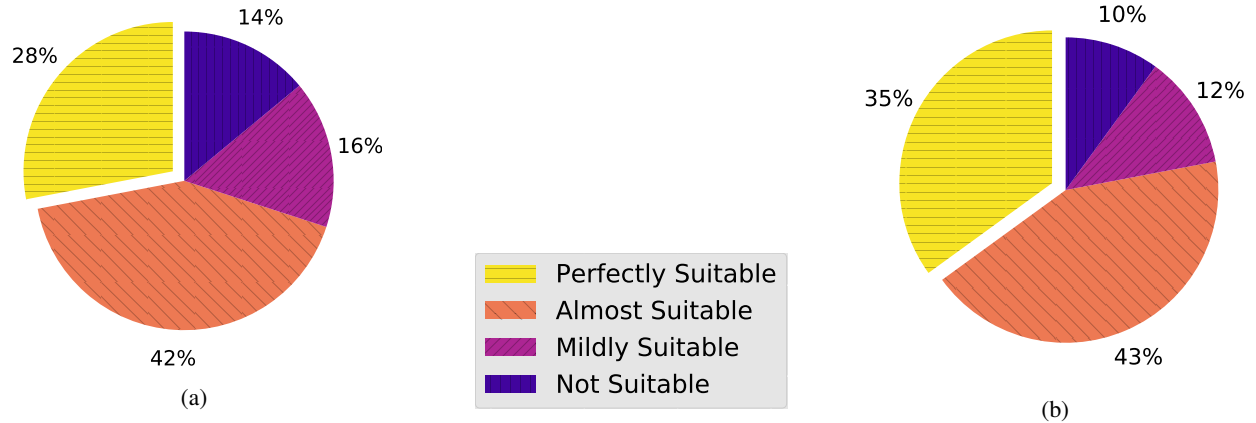 14%
28%
16%
42%
(a)
Perfectly Suitable
Almost Suitable
Mildly Suitable
Not Suitable
10%
35%
12%
43%
(b)